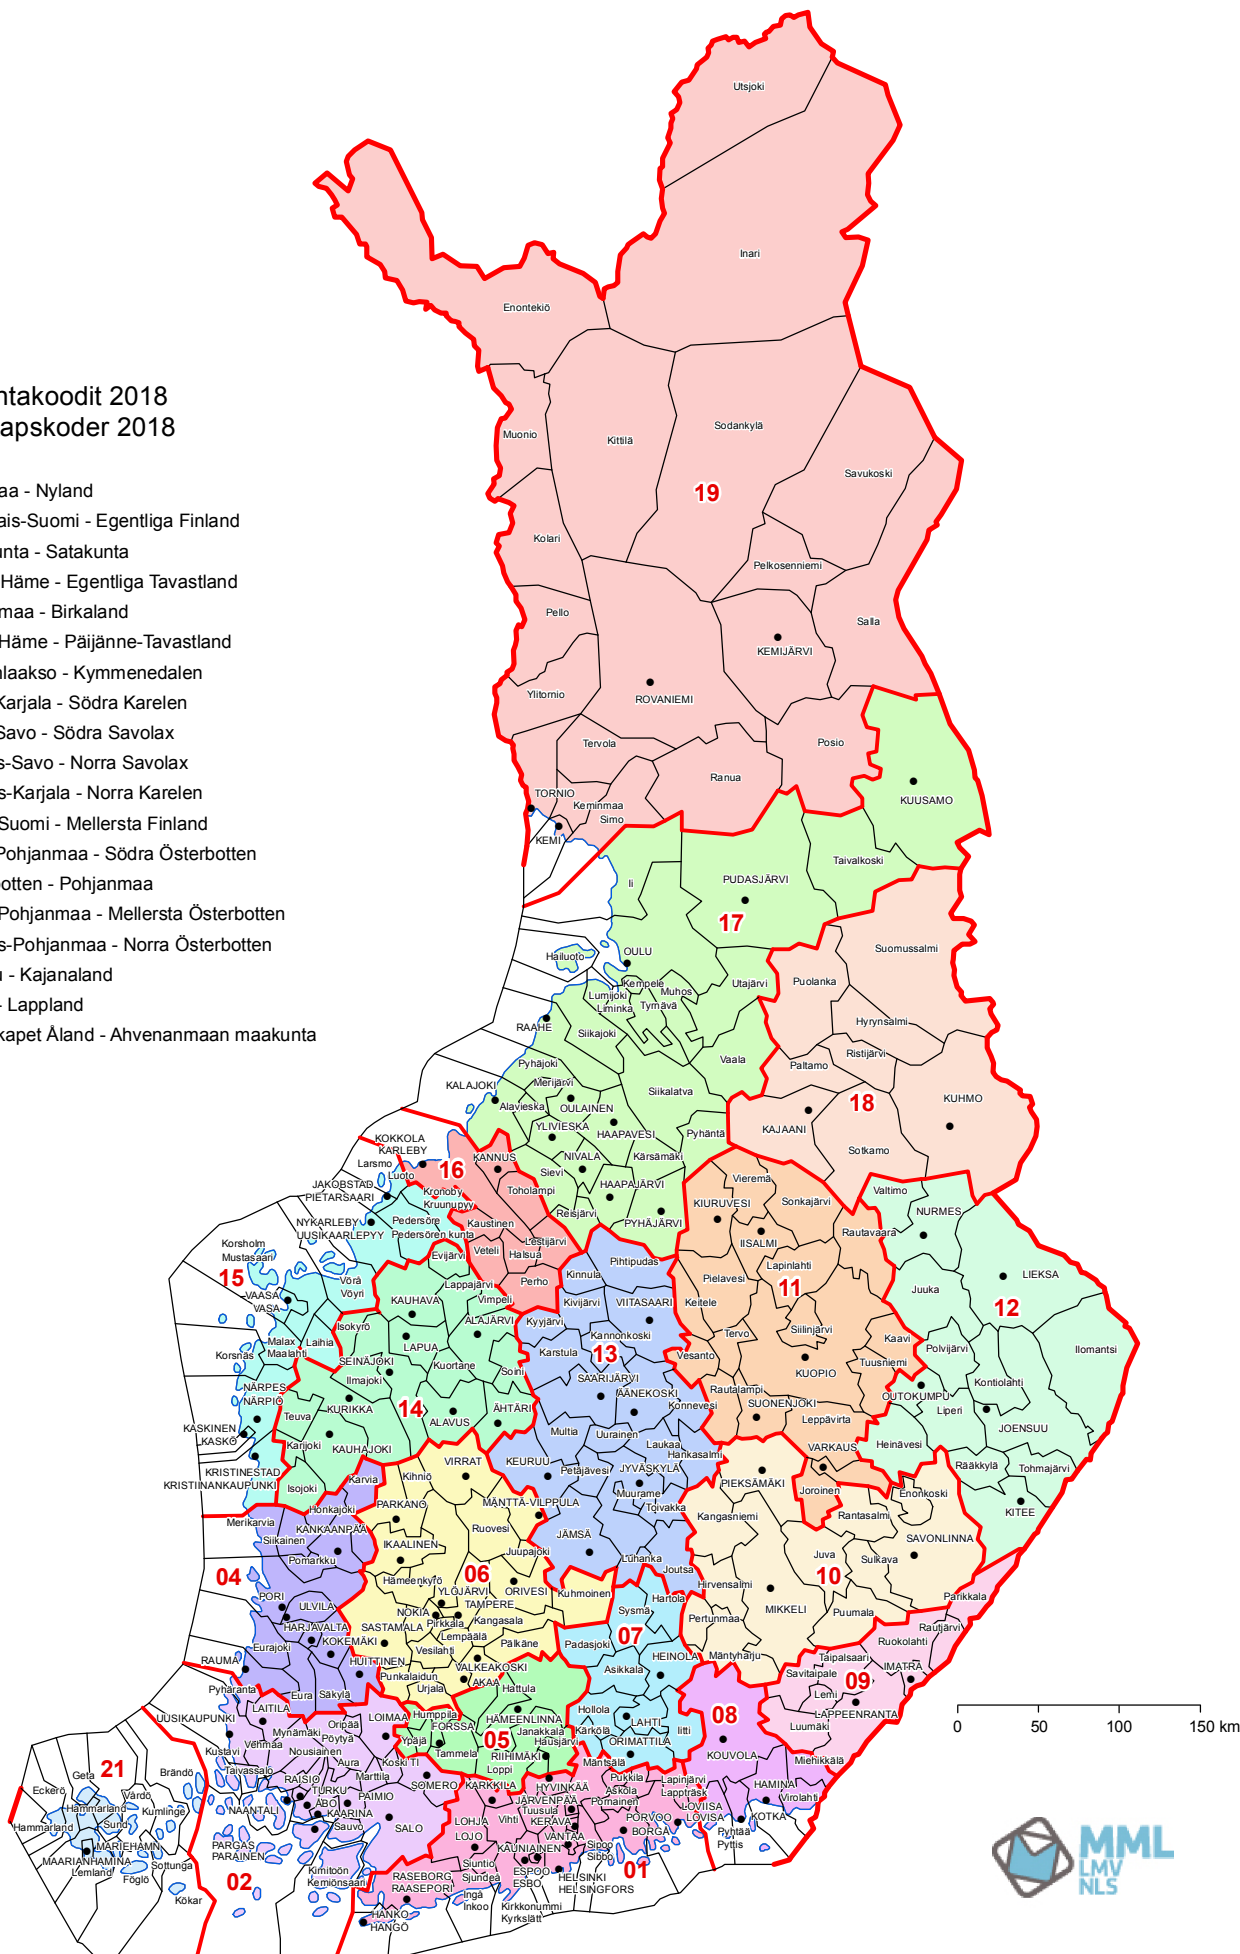 ntakoodit 2018
apskoder 2018
aa - Nyland
ais-Suomi - Egentliga Finland
unta - Satakunta
Häme - Egentliga Tavastland
maa - Birkaland
Häme - Päijänne-Tavastland
nlaakso - Kymmenedalen
Karjala - Södra Karelen
Savo - Södra Savolax
s-Savo - Norra Savolax
s-Karjala - Norra Karelen
Suomi - Mellersta Finland
Pohjanmaa - Södra Österbotten
otten - Pohjanmaa
Pohjanmaa - Mellersta Österbotten
s-Pohjanmaa - Norra Österbotten
u - Kajanaland
- Lappland
kapet Åland - Ahvenanmaan maakunta
Utsjoki
Inari
Enontekiö
Muonio
Kittilä
Sodankylä
Savukoski
19
Kolari
Pelkosenniemi
Pello
Salla
KEMIJÄRVI
Ylitornio
ROVANIEMI
Tervola
Posio
Ranua
TORNIO
Keminmaa
Simo
KEMI
KUUSAMO
Taivalkoski
Ii
PUDASJÄRVI
17
OULU
Hailuoto
Kempele
Lumijoki
Liminka
Muhos
Tyrnävä
Utajärvi
Suomussalmi
Puolanka
RAAHE
Siikajoki
Hyrynsalmi
Ristijärvi
Paltamo
Vaala
Pyhäjoki
Merijärvi
KALAJOKI
Alavieska
OULAINEN
Siikalatva
18
KUHMO
YLIVIESKA
HAAPAVESI
Pyhäntä
KAJAANI
Sotkamo
KOKKOLA
KARLEBY
16
KANNUS
NIVALA
Kärsämäki
Larsmo
Luoto
Sievi
Toholampi
HAAPAJÄRVI
JAKOBSTAD
PIETARSAARI
Kronoby
Kruunupyy
Reisjärvi
PYHÄJÄRVI
NYKARLEBY
UUSIKAARLEPYY
Pedersöre
Pedersören kunta
Kaustinen
Lestijärvi
Veteli
Halsua
Evijärvi
Perho
Korsholm
Mustasaari
15
VAASA
VASA
Vörå
Vöyri
Lappajärvi
Vimpeli
KAUHAVA
ALAJÄRVI
Isokyrö
LAPUA
Malax
Maalahti
Laihia
Korsnäs
SEINÄJOKI
Kuortane
Soini
Ilmajoki
NÄRPES
NÄRPIÖ
14
Teuva
KURIKKA
ALAVUS
ÄHTÄRI
KASKINEN
KASKÖ
Karijoki
KAUHAJOKI
KRISTINESTAD
KRISTIINANKAUPUNKI
Isojoki
Kinnula
Pihtipudas
Kivijärvi
VIITASAARI
Kyyjärvi
Kannonkoski
Karstula
13
SAARIJÄRVI
ÄÄNEKOSKI
Konnevesi
Multia
Uurainen
Laukaa
Hankasalmi
KEURUU
Petäjävesi
JYVÄSKYLÄ
Muurame
Toivakka
JÄMSÄ
Luhanka
Joutsa
Vieremä
Sonkajärvi
KIURUVESI
IISALMI
Rautavaara
Lapinlahti
Pielavesi
11
Keitele
Tervo
Siilinjärvi
Kaavi
Vesanto
KUOPIO
Tuusniemi
Rautalampi
SUONENJOKI
Leppävirta
VARKAUS
Joroinen
Valtimo
NURMES
LIEKSA
Juuka
12
Polvijärvi
Ilomantsi
Kontiolahti
OUTOKUMPU
Liperi
JOENSUU
Heinävesi
Rääkkylä
Tohmajärvi
KITEE
PIEKSÄMÄKI
Enonkoski
Kangasniemi
Rantasalmi
SAVONLINNA
Juva
Sulkava
10
Hirvensalmi
MIKKELI
Puumala
Pertunmaa
Mäntyharju
Karvia
Honkajoki
Merikarvia
Siikainen
KANKAANPÄÄ
Pomarkku
04
PORI
ULVILA
HARJAVALTA
KOKEMÄKI
Eurajoki
HUITTINEN
RAUMA
Eura
Säkylä
Kihniö
VIRRAT
PARKANO
MÄNTTÄ-VILPPULA
Ruovesi
IKAALINEN
Juupajoki
Hämeenkyrö
06
YLÖJÄRVI
ORIVESI
Kuhmoinen
NOKIA
TAMPERE
Pirkkala
Kangasala
SASTAMALA
Lempäälä
Vesilahti
Pälkäne
VALKEAKOSKI
AKAA
Punkalaidun
Urjala
Sysmä
Hartola
07
Padasjoki
Asikkala
HEINOLA
Hollola
LAHTI
Iitti
Kärkölä
ORIMATTILA
Parikkala
Rautjärvi
Ruokolahti
Taipalsaari
Savitaipale
IMATRA
Lemi
09
LAPPEENRANTA
Luumäki
08
KOUVOLA
Miehikkälä
HAMINA
Virolahti
KOTKA
Pyhtää
Pyttis
Humppila
FORSSA
Hattula
HÄMEENLINNA
Janakkala
Hausjärvi
Ypäjä
05
Tammela
RIIHIMÄKI
Loppi
Pyhäranta
LAITILA
UUSIKAUPUNKI
Mynämäki
Oripää
Pöytyä
LOIMAA
Kustavi
Vehmaa
Nousiainen
Aura
Koski Tl
Taivassalo
Marttila
RAISIO
TURKU
ÅBO
PAIMIO
SOMERO
NAANTALI
KAARINA
Sauvo
SALO
PARGAS
PARAINEN
02
Kimitoön
Kemiönsaari
Mäntsälä
Pukkila
Askola
Pornainen
Lapinjärvi
Lappträsk
KARKKILA
HYVINKÄÄ
JÄRVENPÄÄ
Tuusula
KERAVA
LOVIISA
LOVISA
LOHJA
LOJO
Vihti
VANTAA
PORVOO
BORGÅ
KAUNIAINEN
Sipoo
Sibbo
01
Siuntio
Sjundeå
ESPOO
ESBO
HELSINKI
HELSINGFORS
RASEBORG
RAASEPORI
Ingå
Inkoo
Kirkkonummi
Kyrkslätt
HANKO
HANGÖ
21
Geta
Eckerö
Brändö
Vårdö
Hammarland
Kumlinge
Sund
Hammarland
MARIEHAMN
MAARIANHAMINA
Lemland
Sottunga
Föglö
Kökar
0 50 100 150 km
MML
LMV
NLS